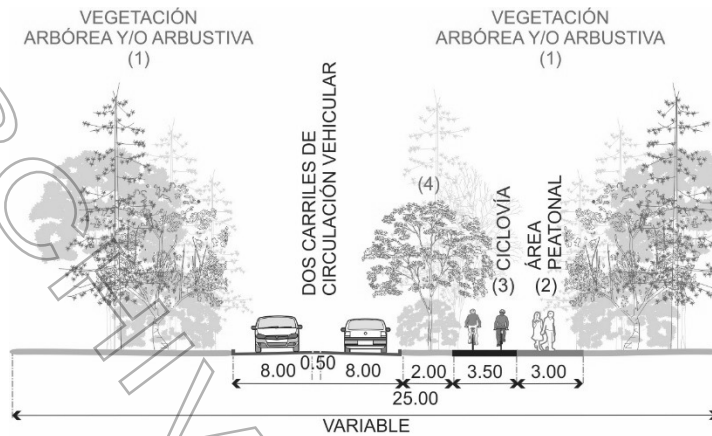 VEGETACIÓN
ARBÓREA Y/O ARBUSTIVA
(1)
VEGETACIÓN
ARBÓREA Y/O ARBUSTIVA
(1)
DOS CARRILES DE
CIRCULACIÓN VEHICULAR
(4)
(3) CICLOVÍA
(2) ÁREA
PEATONAL
8.00 0.50 8.00 2.00 3.50 3.00
25.00
VARIABLE